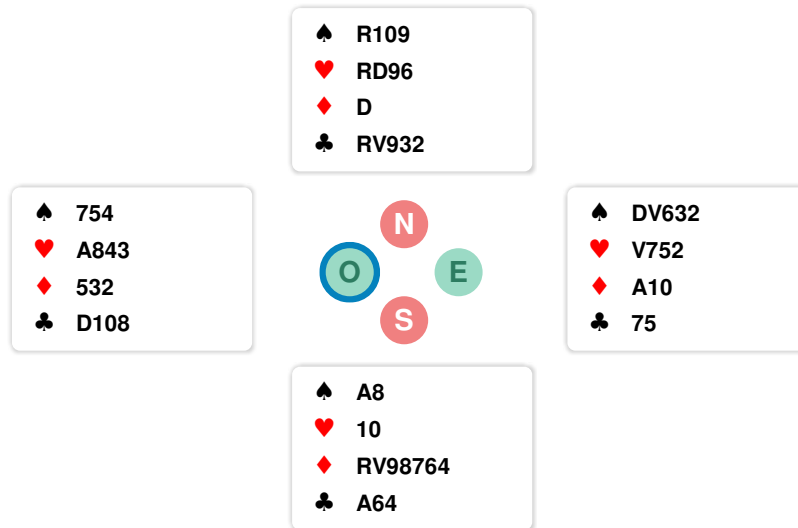 ♠ R109
♥ RD96
♦ D
♣ RV932
♠ 754
♥ A843
♦ 532
♣ D108
N
O
E
S
♠ DV632
♥ V752
♦ A10
♣ 75
♠ A8
♥ 10
♦ RV98764
♣ A64